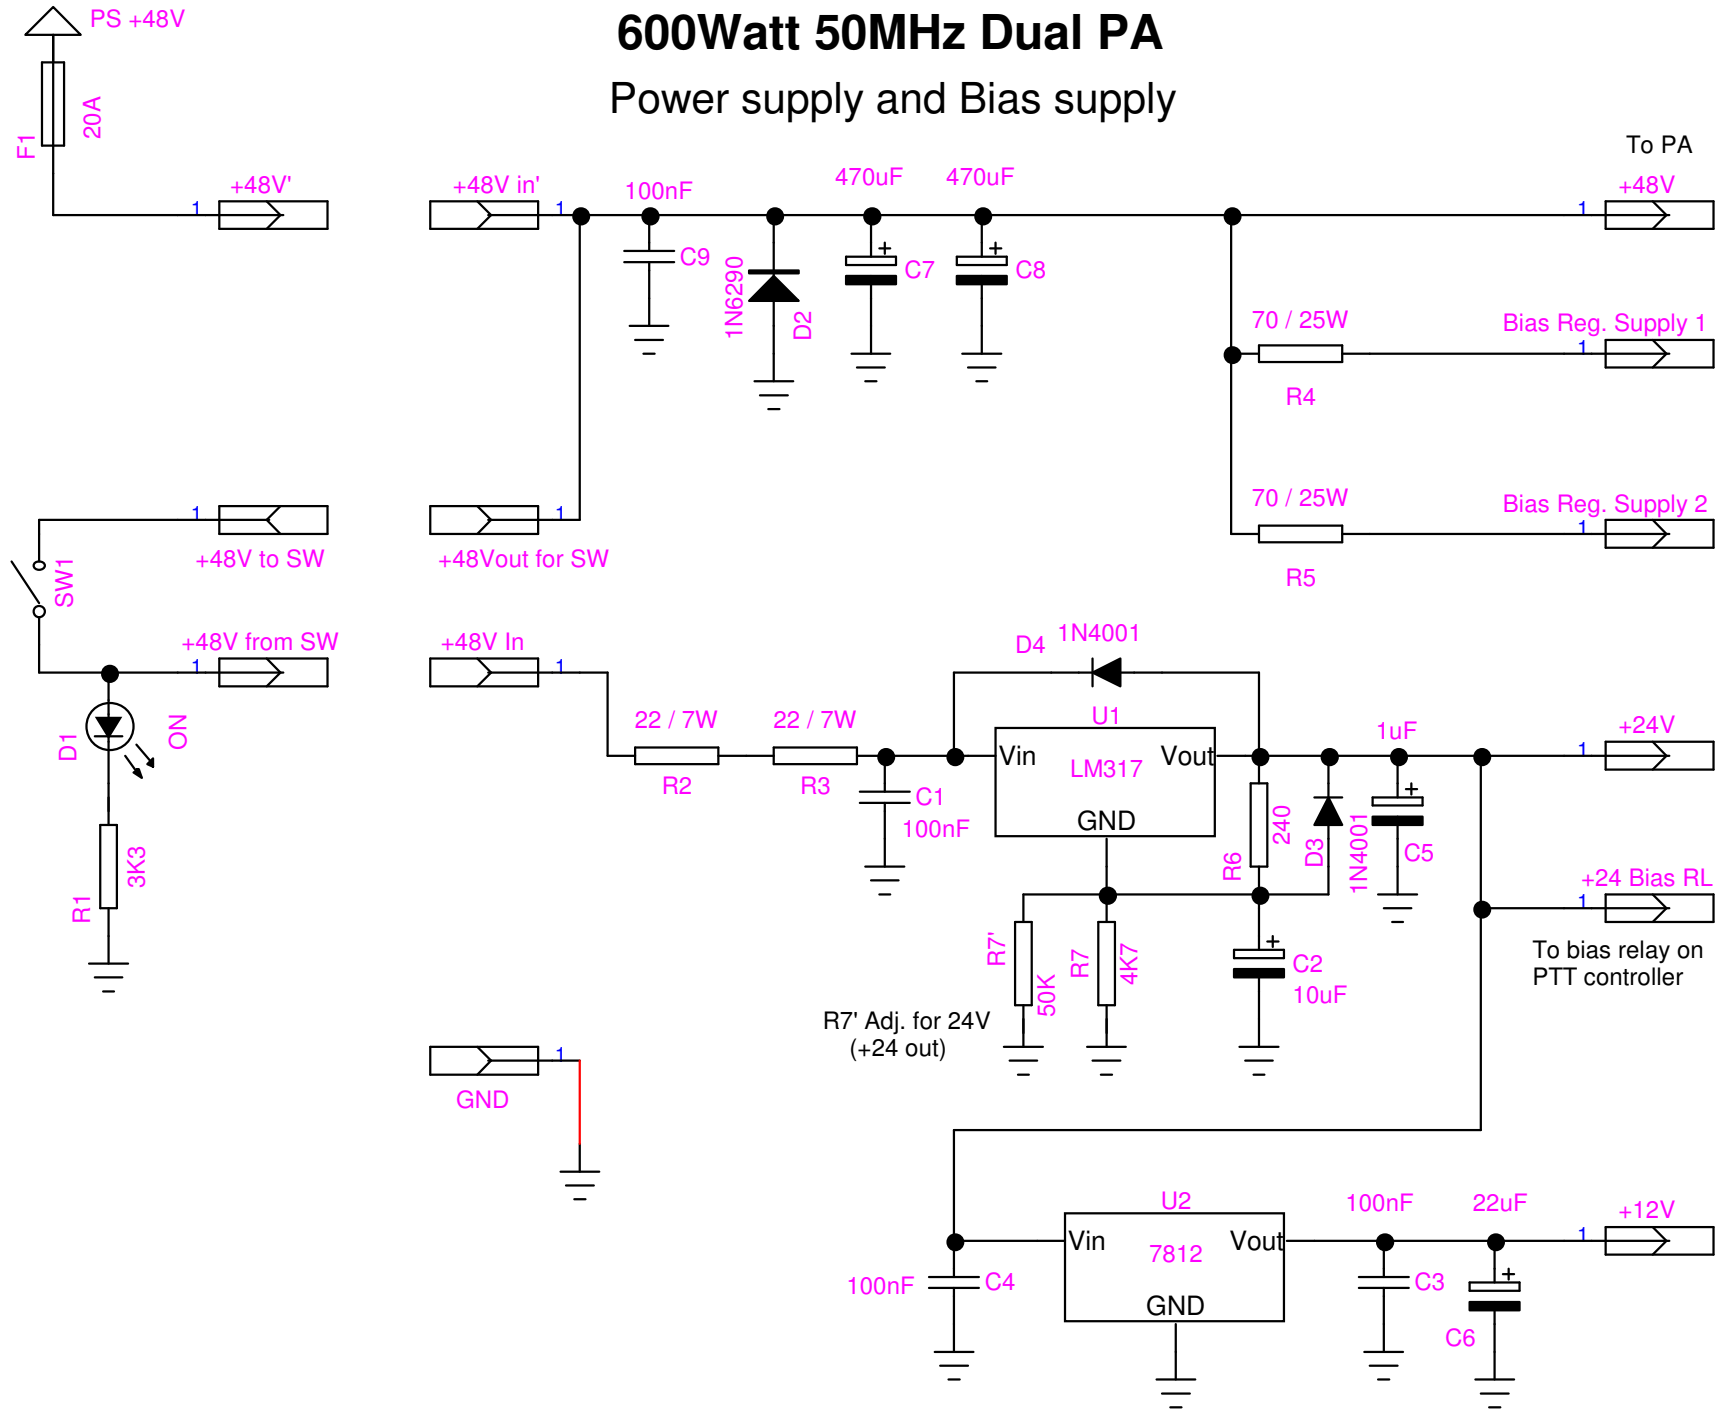 600Watt 50MHz Dual PA
Power supply and Bias supply
PS +48V
20A
F1
+48V'
1
+48V in'
1
100nF
C9
1N6290
D2
470uF
+
C7
470uF
+
C8
To PA
+48V
1
70 / 25W
R4
Bias Reg. Supply 1
1
70 / 25W
R5
Bias Reg. Supply 2
1
1
+48V to SW
1
+48Vout for SW
SW1
+48V from SW
1
+48V In
1
D1
ON
R1
3K3
22 / 7W
R2
22 / 7W
R3
C1
100nF
D4
1N4001
U1
Vin
Vout
LM317
GND
R6
240
D3
1N4001
1uF
+
C5
+24V
1
+24 Bias RL
1
To bias relay on
PTT controller
R7'
50K
R7
4K7
+
C2
10uF
R7' Adj. for 24V
(+24 out)
1
GND
U2
Vin
Vout
7812
GND
100nF
C4
100nF
C3
22uF
+
C6
+12V
1